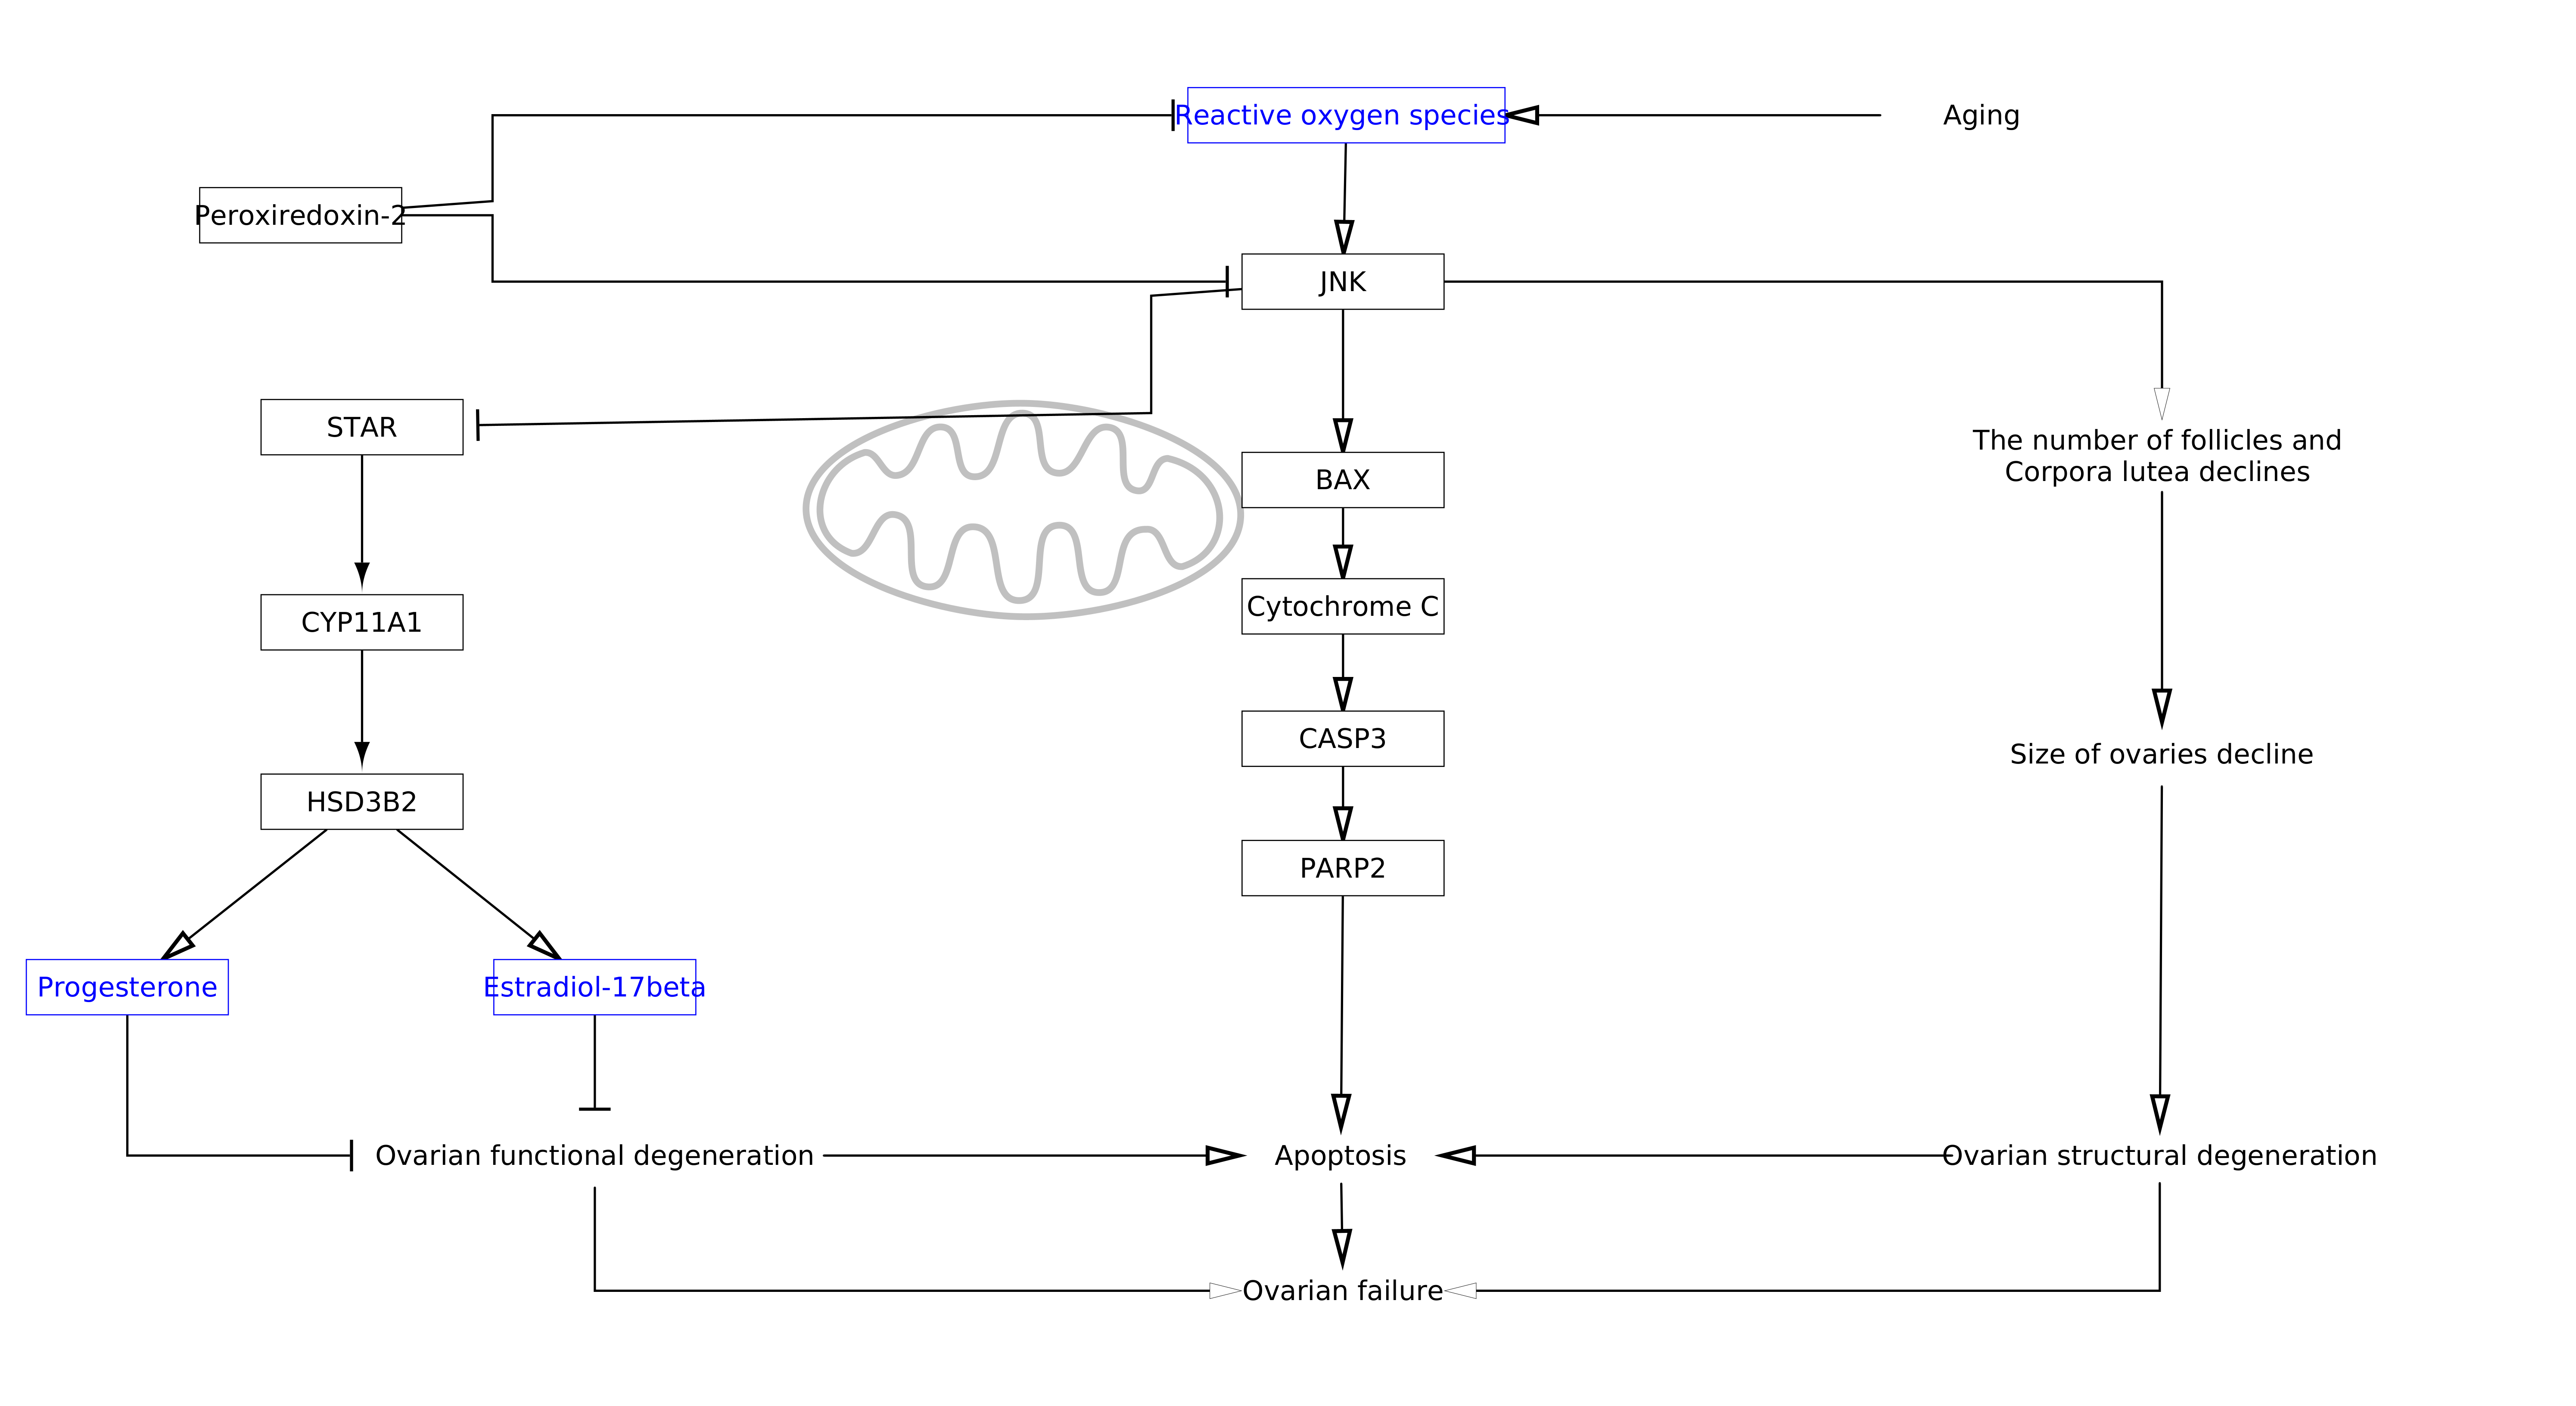 Reactive oxygen species
Aging
Peroxiredoxin-2
JNK
STAR
The number of follicles and
Corpora lutea declines
BAX
Cytochrome C
CYP11A1
CASP3
Size of ovaries decline
HSD3B2
PARP2
Progesterone
Estradiol-17beta
Ovarian functional degeneration
Apoptosis
Ovarian structural degeneration
Ovarian failure